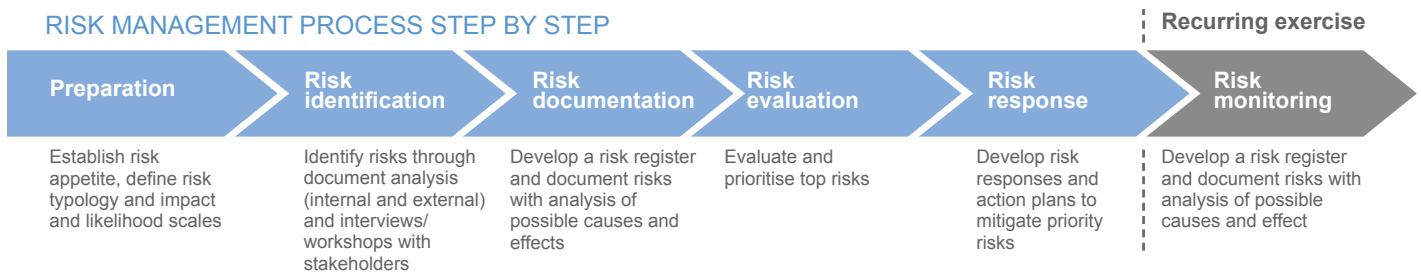 RISK MANAGEMENT PROCESS STEP BY STEP
Recurring exercise
Preparation
Establish risk
appetite, define risk
typology and impact
and likelihood scales
Risk
identification
Identify risks through
document analysis
(internal and external)
and interviews/
workshops with
stakeholders
Risk
documentation
Develop a risk register
and document risks
with analysis of
possible causes and
effects
Risk
evaluation
Evaluate and
prioritise top risks
Risk
response
Develop risk
responses and
action plans to
mitigate priority
risks
Risk
monitoring
Develop a risk register
and document risks with
analysis of possible
causes and effect